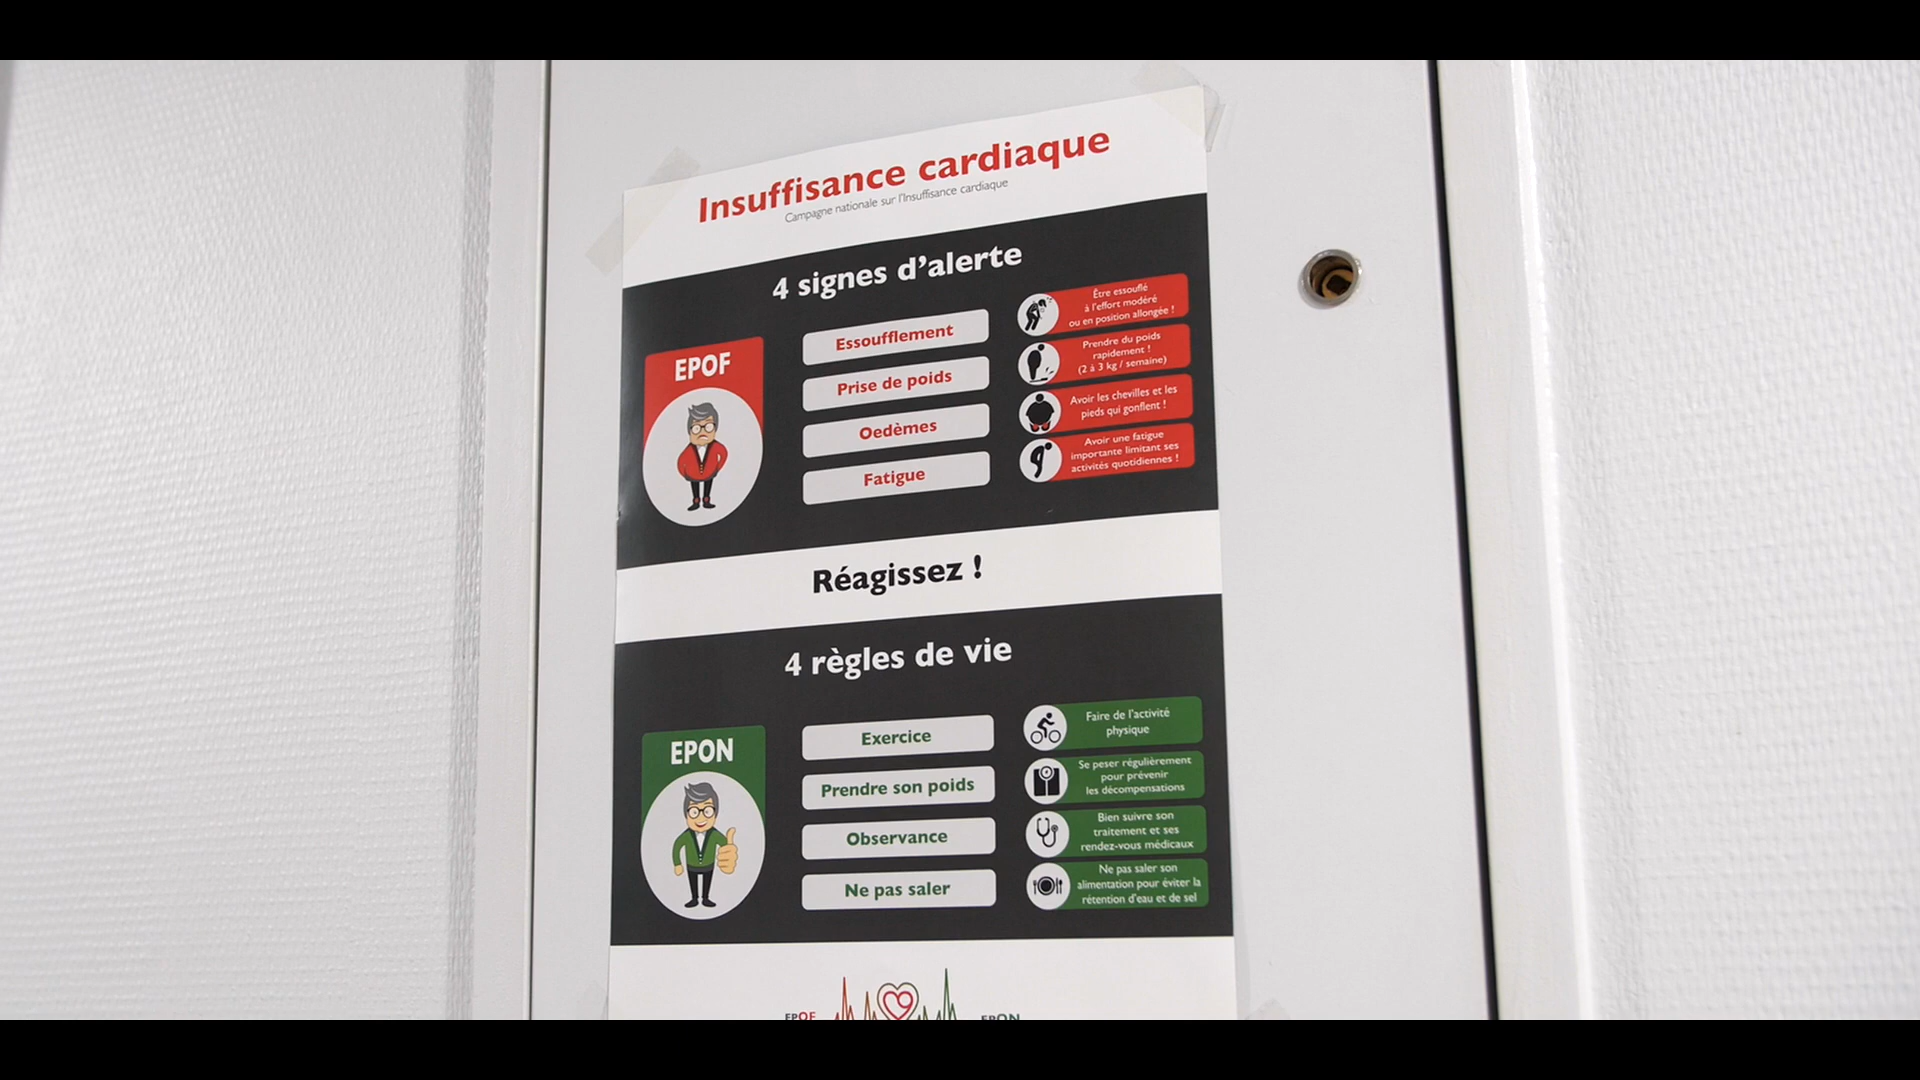 Insuffisance cardiaque
Campagne nationale sur l'Insuffisance cardiaque
4 signes d'alerte
EPOF
Essoufflement
Être essouflé
à l'effort modéré
ou en position allongée !
Prise de poids
Prendre du poids
rapidement !
(2 à 3 kg / semaine)
Oedèmes
Avoir les chevilles et les
pieds qui gonflent !
Fatigue
Avoir une fatigue
importante limitant ses
activités quotidiennes !
Réagissez !
4 règles de vie
EPON
Exercice
Faire de l'activité
physique
Prendre son poids
Se peser régulièrement
pour prévenir
les décompensations
Observance
Bien suivre son
traitement et ses
rendez-vous médicaux
Ne pas saler
Ne pas saler son
alimentation pour éviter la
rétention d'eau et de sel
EPOF
EPON